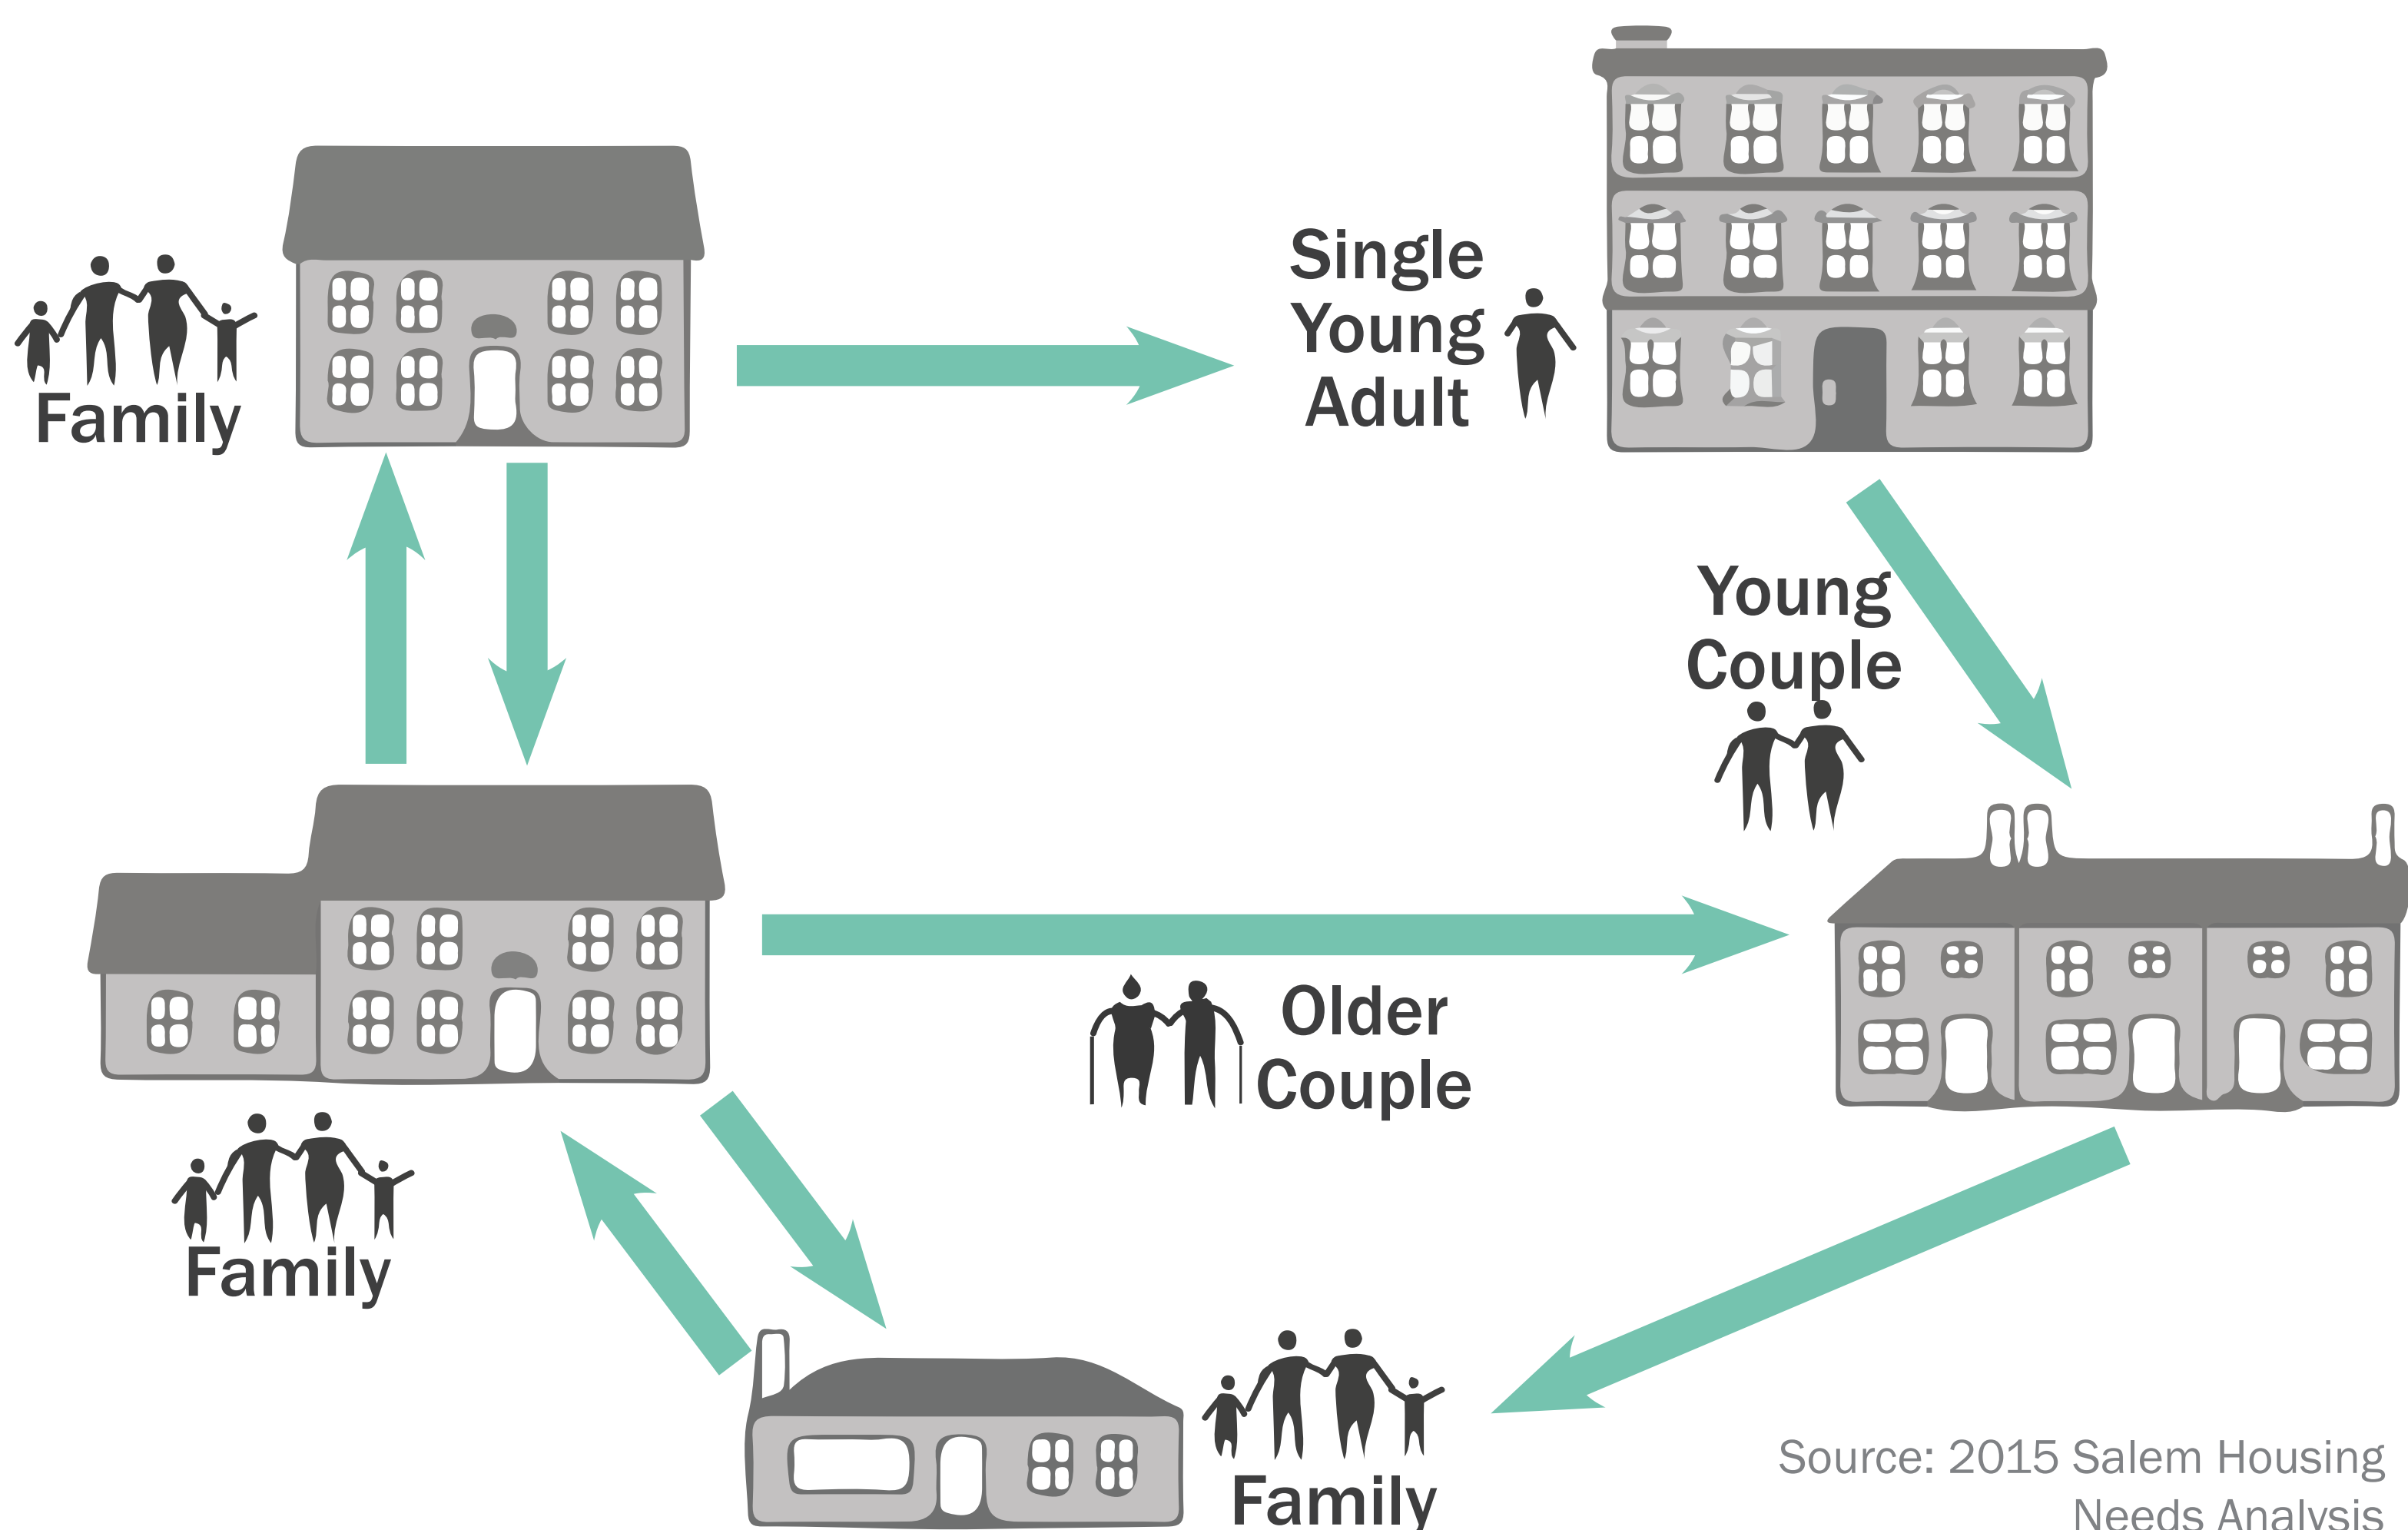 Single
Young
Adult
Family
Young
Couple
Older
Couple
Family
Family
Source: 2015 Salem Housing
Needs Analysis